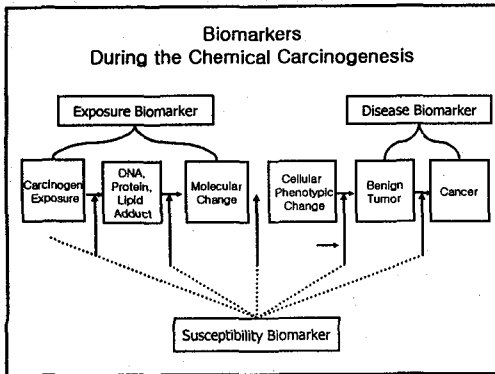 Biomarkers
During the Chemical Carcinogenesis
Exposure Biomarker
Disease Biomarker
Carcinogen
Exposure
DNA,
Protein,
Lipid
Adduct
Molecular
Change
Cellular
Phenotypic
Change
Benign
Tumor
Cancer
Susceptibility Biomarker